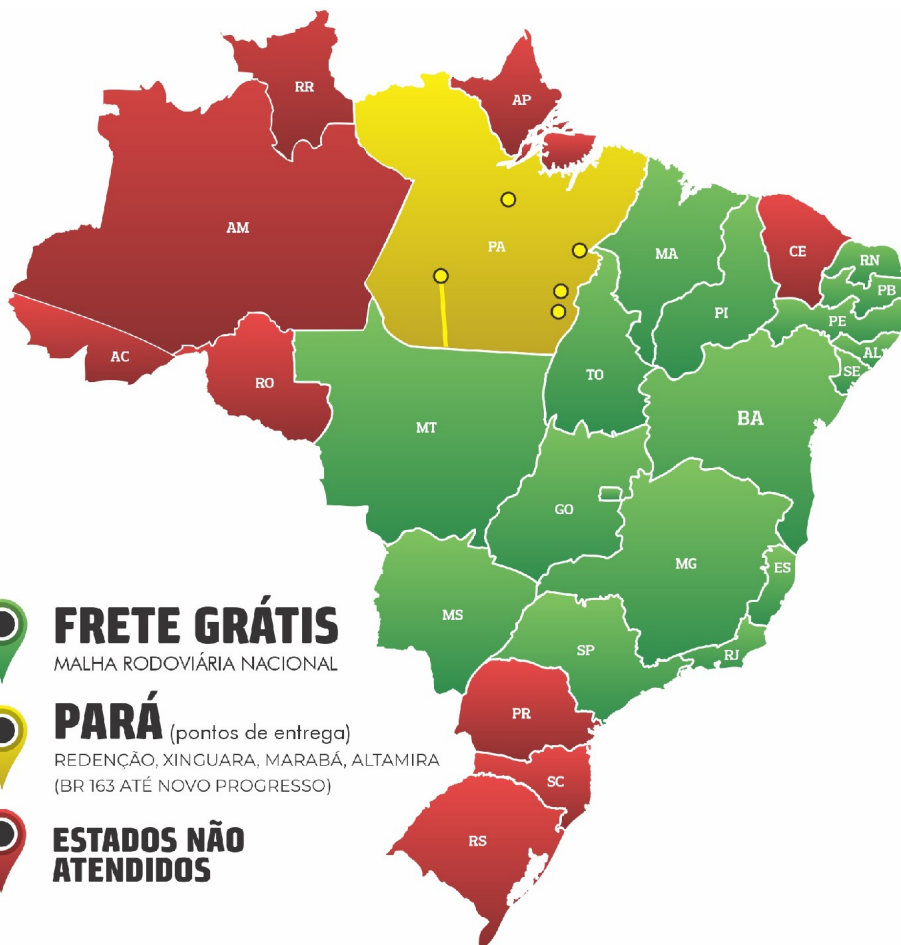 RR
AP
AM
PA
MA
CE
RN
PB
PI
PE
AL
SE
AC
RO
TO
BA
MT
GO
MG
ES
MS
SP
RJ
PR
SC
RS
FRETE GRÁTIS
MALHA RODOVIÁRIA NACIONAL
PARÁ (pontos de entrega)
REDENÇÃO, XINGUARA, MARABÁ, ALTAMIRA
(BR 163 ATÉ NOVO PROGRESSO)
ESTADOS NÃO
ATENDIDOS